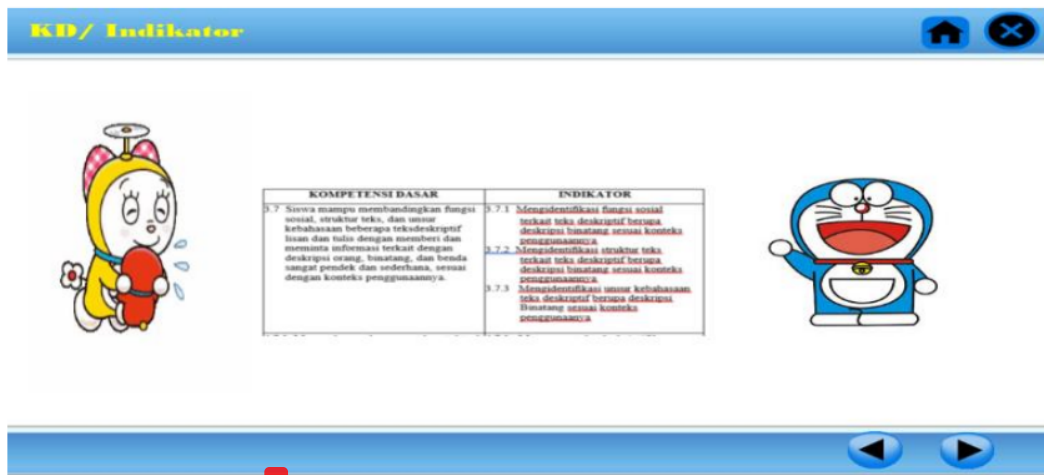 KD/ Indikator
KOMPETENSI DASAR
3.7 Siswa mampu membandingkan fungsi
sosial, struktur teks, dan unsur
kebahasaan beberapa teksdeskriptif
lisan dan tulis dengan memberi dan
meminta informasi terkait dengan
deskripsi orang, binatang, dan benda
sangat pendek dan sederhana, sesuai
dengan konteks penggunaannya.
INDIKATOR
3.7.1 Mengidentifikasi fungsi sosial
terkait teks deskriptif berupa
deskripsi binatang sesuai konteks
penggunaannya
3.7.2 Mengidentifikasi struktur teks
terkait teks deskriptif berupa
deskripsi binatang sesuai konteks
penggunaannya
3.7.3 Mengidentifikasi unsur kebahasaan
teks deskriptif berupa deskripsi
Binatang sesuai konteks
penggunaanya